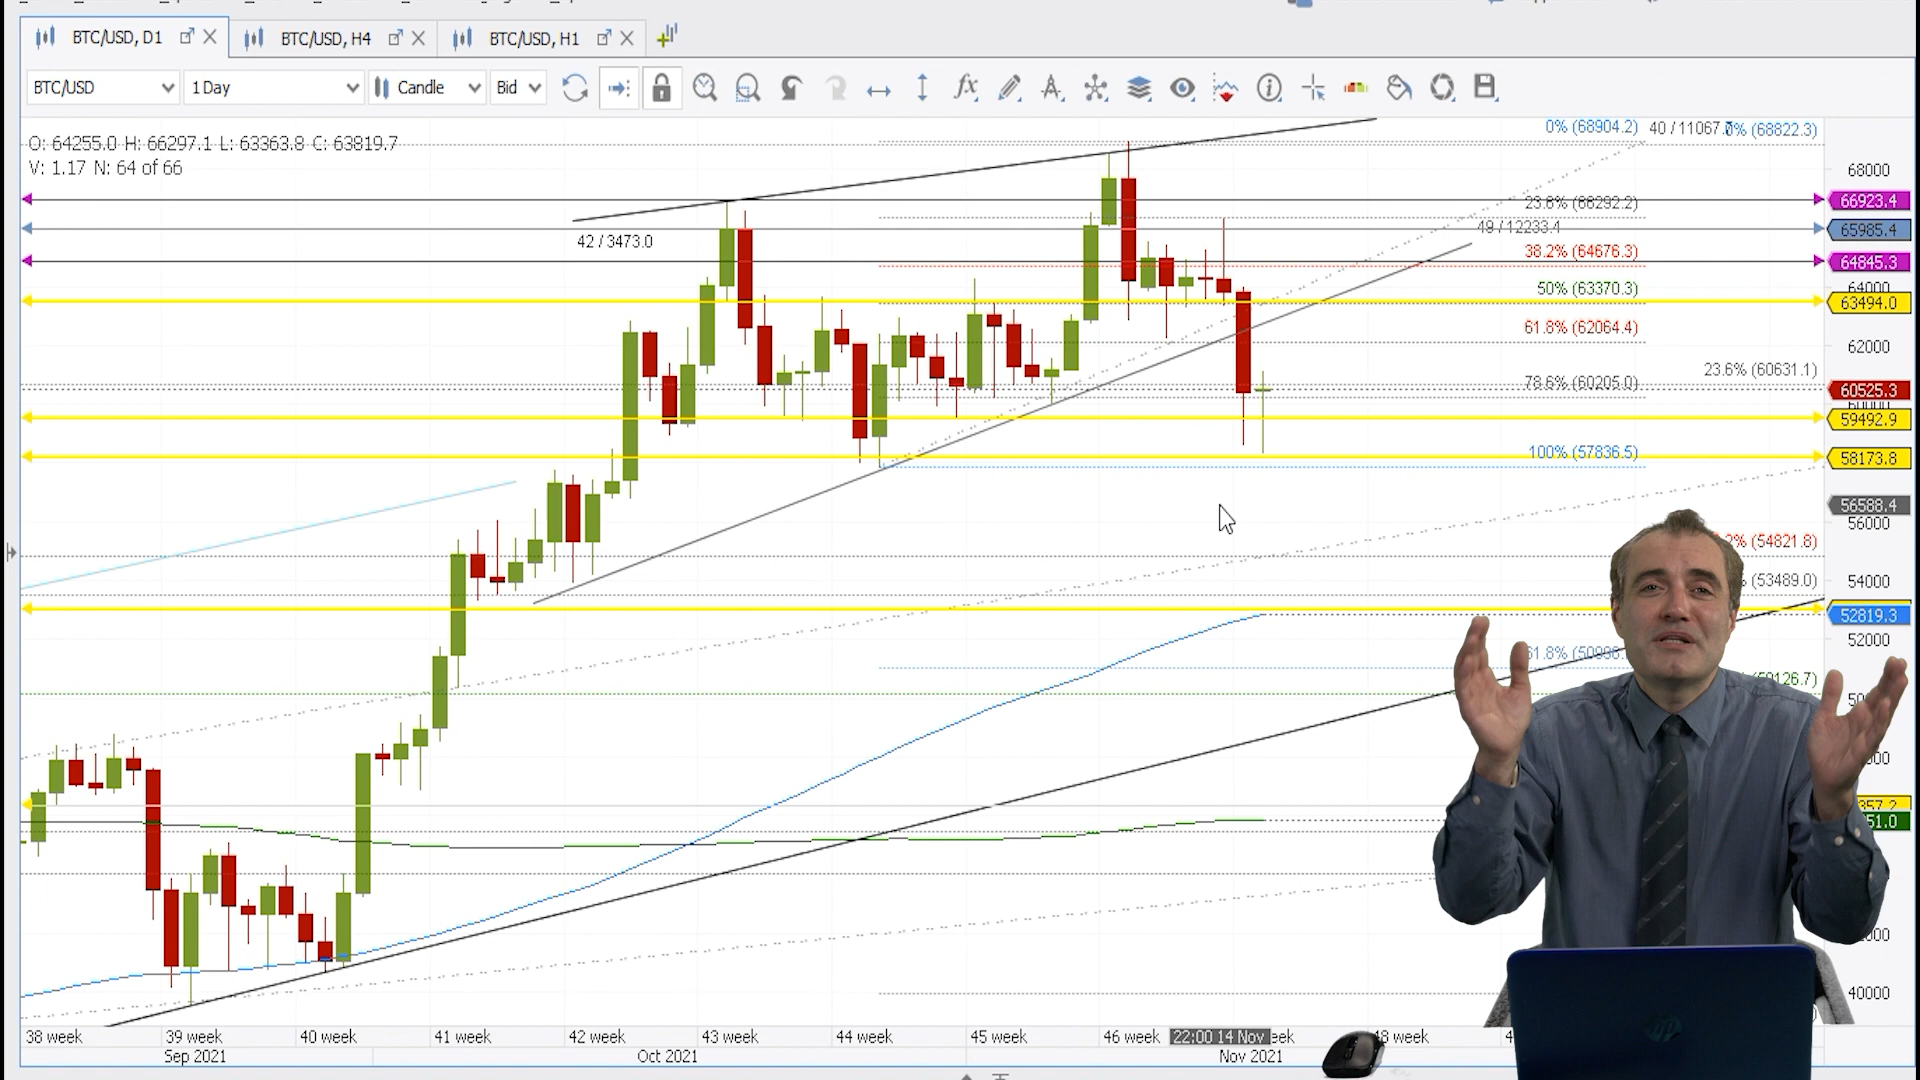 BTC/USD, D1
BTC/USD, H4
BTC/USD, H1
BTC/USD 1 Day Candle Bid
O: 64255.0 H: 66297.1 L: 63363.8 C: 63819.7
V: 1.17 N: 64 of 66
0% (68904.2)
0% (68822.3)
68000
66923.4
23.6% (66292.2)
49 / 12233.4
65985.4
42 / 3473.0
38.2% (64676.3)
64845.3
50% (63370.3)
64000
63494.0
61.8% (62064.4)
62000
23.6% (60631.1)
78.6% (60205.0)
60525.3
59492.9
100% (57836.5)
58173.8
56588.4
56000
(54821.8)
54000
(53489.0)
52819.3
52000
61.8%
40000
38 week
39 week
40 week
41 week
42 week
43 week
44 week
45 week
46 week
22:00 14 Nov
48 week
Sep 2021
Oct 2021
Nov 2021